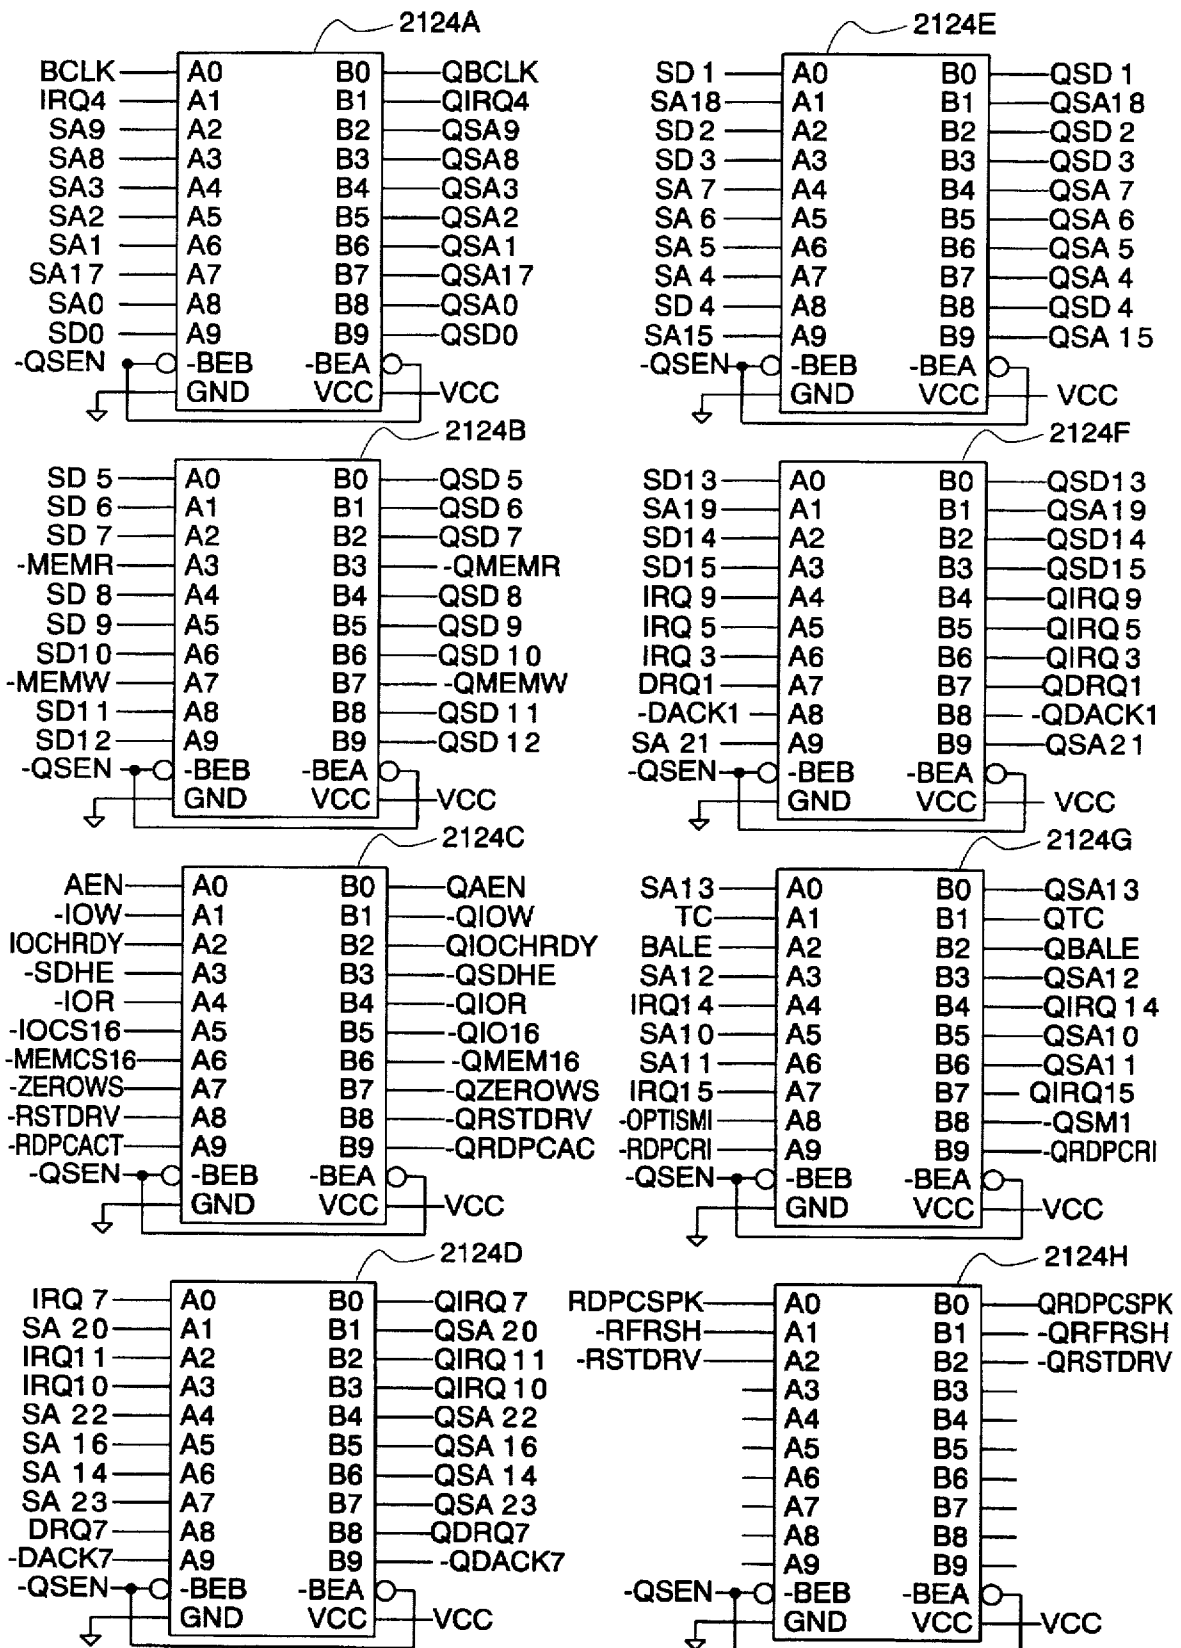 2124A
BCLK A0 B0 QBCLK
IRQ4 A1 B1 QIRQ4
SA9 A2 B2 QSA9
SA8 A3 B3 QSA8
SA3 A4 B4 QSA3
SA2 A5 B5 QSA2
SA1 A6 B6 QSA1
SA17 A7 B7 QSA17
SA0 A8 B8 QSA0
SD0 A9 B9 QSD0
-QSEN -BEB -BEA
GND VCC VCC
2124B
SD 5 A0 B0 QSD 5
SD 6 A1 B1 QSD 6
SD 7 A2 B2 QSD 7
-MEMR A3 B3 -QMEMR
SD 8 A4 B4 QSD 8
SD 9 A5 B5 QSD 9
SD10 A6 B6 QSD 10
-MEMW A7 B7 -QMEMW
SD11 A8 B8 QSD 11
SD12 A9 B9 QSD 12
-QSEN -BEB -BEA
GND VCC VCC
2124C
AEN A0 B0 QAEN
-IOW A1 B1 -QIOW
IOCHRDY A2 B2 QIOCHRDY
-SDHE A3 B3 -QSDHE
-IOR A4 B4 -QIOR
-IOCS16 A5 B5 -QIO16
-MEMCS16 A6 B6 -QMEM16
-ZEROWS A7 B7 -QZEROWS
-RSTDRV A8 B8 -QRSTDRV
-RDPCACT A9 B9 -QRDPCAC
-QSEN -BEB -BEA
GND VCC VCC
2124D
IRQ 7 A0 B0 QIRQ 7
SA 20 A1 B1 QSA 20
IRQ11 A2 B2 QIRQ 11
IRQ10 A3 B3 QIRQ 10
SA 22 A4 B4 QSA 22
SA 16 A5 B5 QSA 16
SA 14 A6 B6 QSA 14
SA 23 A7 B7 QSA 23
DRQ7 A8 B8 QDRQ7
-DACK7 A9 B9 -QDACK7
-QSEN -BEB -BEA
GND VCC VCC
2124E
SD 1 A0 B0 QSD 1
SA18 A1 B1 QSA18
SD 2 A2 B2 QSD 2
SD 3 A3 B3 QSD 3
SA 7 A4 B4 QSA 7
SA 6 A5 B5 QSA 6
SA 5 A6 B6 QSA 5
SA 4 A7 B7 QSA 4
SD 4 A8 B8 QSD 4
SA15 A9 B9 QSA 15
-QSEN -BEB -BEA
GND VCC VCC
2124F
SD13 A0 B0 QSD13
SA19 A1 B1 QSA19
SD14 A2 B2 QSD14
SD15 A3 B3 QSD15
IRQ 9 A4 B4 QIRQ 9
IRQ 5 A5 B5 QIRQ 5
IRQ 3 A6 B6 QIRQ 3
DRQ1 A7 B7 QDRQ1
-DACK1 A8 B8 -QDACK1
SA 21 A9 B9 QSA21
-QSEN -BEB -BEA
GND VCC VCC
2124G
SA13 A0 B0 QSA13
TC A1 B1 QTC
BALE A2 B2 QBALE
SA12 A3 B3 QSA12
IRQ14 A4 B4 QIRQ 14
SA10 A5 B5 QSA10
SA11 A6 B6 QSA11
IRQ15 A7 B7 QIRQ15
-OPTISMI A8 B8 -QSM1
-RDPCRI A9 B9 -QRDPCRI
-QSEN -BEB -BEA
GND VCC VCC
2124H
RDPCSPK A0 B0 QRDPCSPK
-RFRSH A1 B1 -QRFRSH
-RSTDRV A2 B2 -QRSTDRV
A3 B3
A4 B4
A5 B5
A6 B6
A7 B7
A8 B8
A9 B9
-QSEN -BEB -BEA
GND VCC VCC